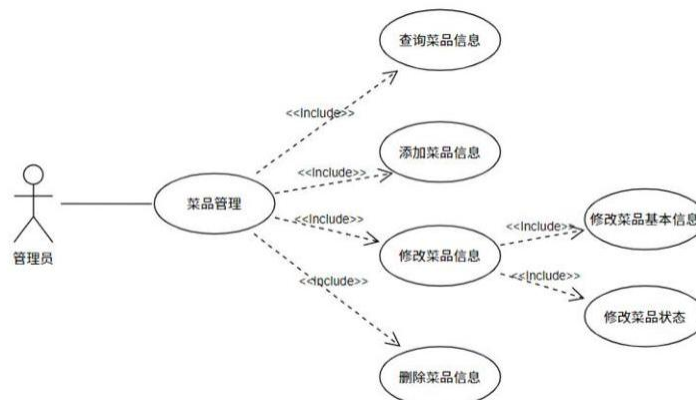 查询菜品信息
<<Include>>
添加菜品信息
<<Include>>
菜品管理
<<Include>>
修改菜品信息
<<Include>>
修改菜品基本信息
<<Include>>
修改菜品状态
<<Include>>
删除菜品信息
管理员